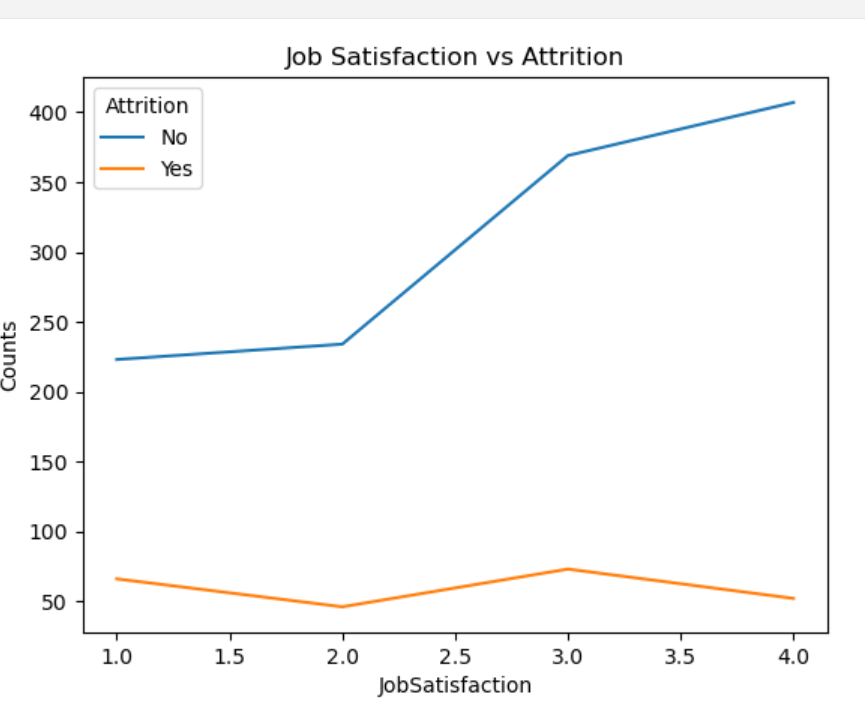 Job Satisfaction vs Attrition
Attrition
No
Yes
400
350
300
250
200
150
100
50
Counts
1.0 1.5 2.0 2.5 3.0 3.5 4.0
JobSatisfaction